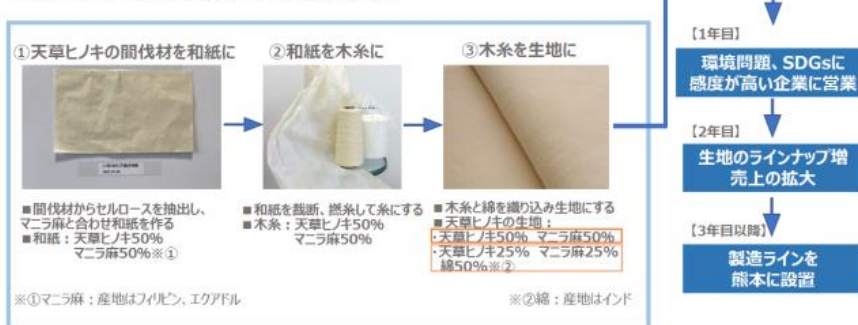 ①天草ヒノキの間伐材を和紙に
②和紙を木糸に
③木糸を生地に
■間伐材からセルロースを抽出し、
マニラ麻と合わせ和紙を作る
■和紙：天草ヒノキ50%
マニラ麻50%※①
■和紙を裁断、撚糸して糸にする
■木糸：天草ヒノキ50%
マニラ麻50%
■木糸と綿を織り込み生地にする
■天草ヒノキの生地：
・天草ヒノキ50% マニラ麻50%
・天草ヒノキ25% マニラ麻25%
綿50%※②
※①マニラ麻：産地はフィリピン、エクアドル
※②綿：産地はインド
【1年目】
環境問題、SDGsに
感度が高い企業に営業
【2年目】
生地のラインナップ増
売上の拡大
【3年目以降】
製造ラインを
熊本に設置